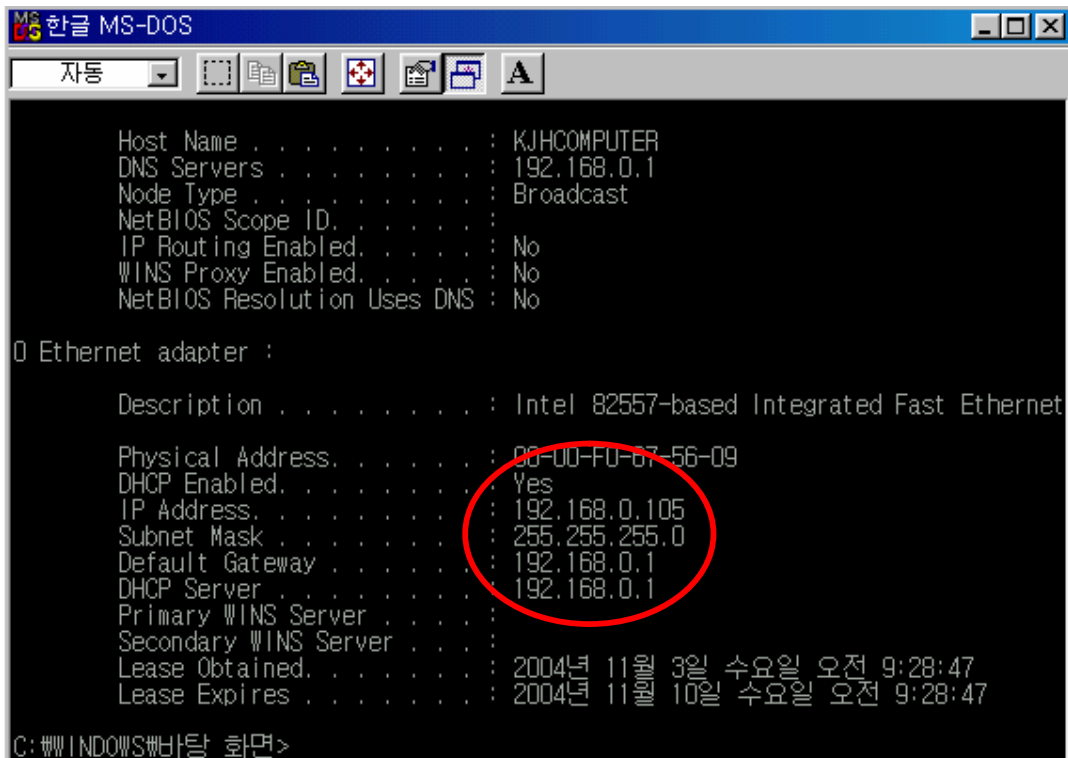 한글 MS-DOS
자동
A
Host Name . . . . . . . . . : KJHCOMPUTER
DNS Servers . . . . . . . . : 192.168.0.1
Node Type . . . . . . . . . : Broadcast
NetBIOS Scope ID. . . . . . :
IP Routing Enabled. . . . . : No
WINS Proxy Enabled. . . . . : No
NetBIOS Resolution Uses DNS : No
0 Ethernet adapter :
Description . . . . . . . . : Intel 82557-based Integrated Fast Ethernet
Physical Address. . . . . . : 00-00-F0-67-56-09
DHCP Enabled. . . . . . . . : Yes
IP Address. . . . . . . . . : 192.168.0.105
Subnet Mask . . . . . . . . : 255.255.255.0
Default Gateway . . . . . . : 192.168.0.1
DHCP Server . . . . . . . . : 192.168.0.1
Primary WINS Server . . . . :
Secondary WINS Server . . . :
Lease Obtained. . . . . . . : 2004년 11월 3일 수요일 오전 9:28:47
Lease Expires . . . . . . . : 2004년 11월 10일 수요일 오전 9:28:47
C:₩WINDOWS₩바탕 화면>